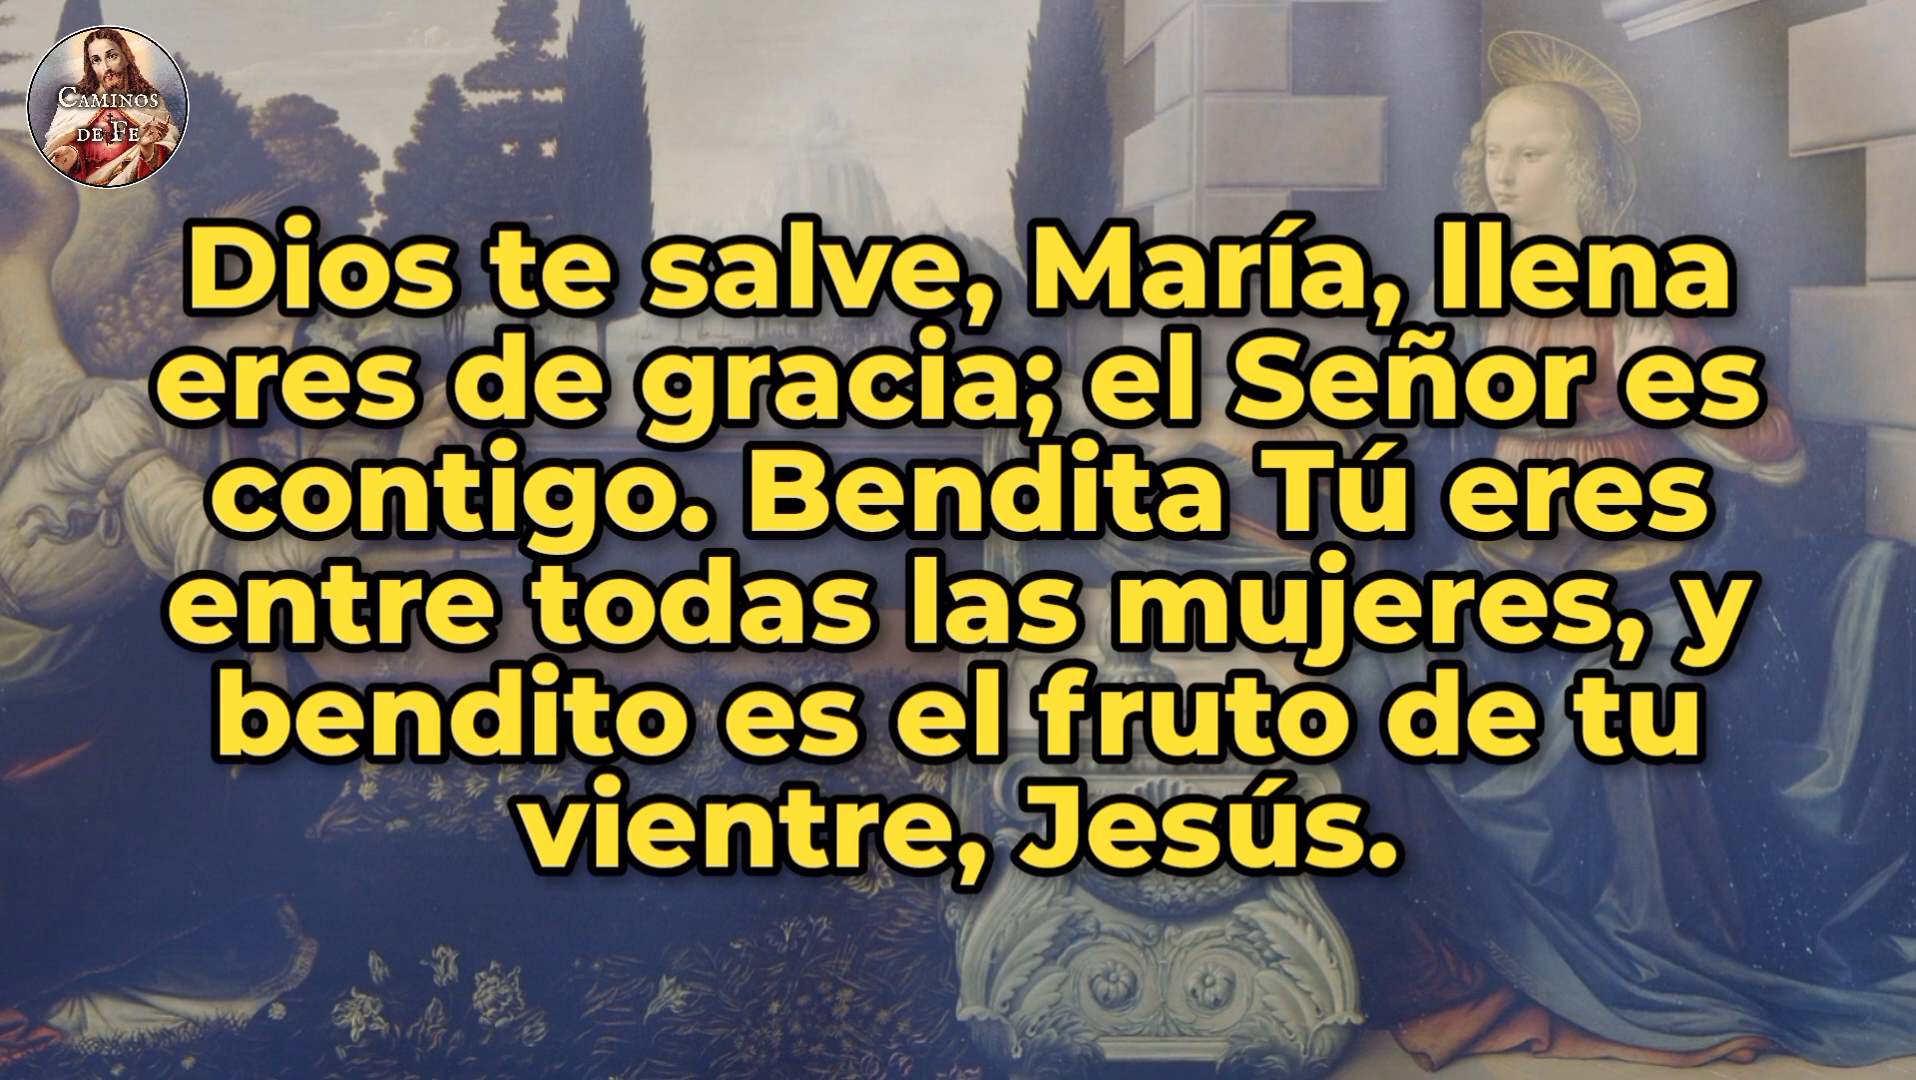 CAMINOS
DE FE
Dios te salve, María, llena
eres de gracia; el Señor es
contigo. Bendita Tú eres
entre todas las mujeres, y
bendito es el fruto de tu
vientre, Jesús.